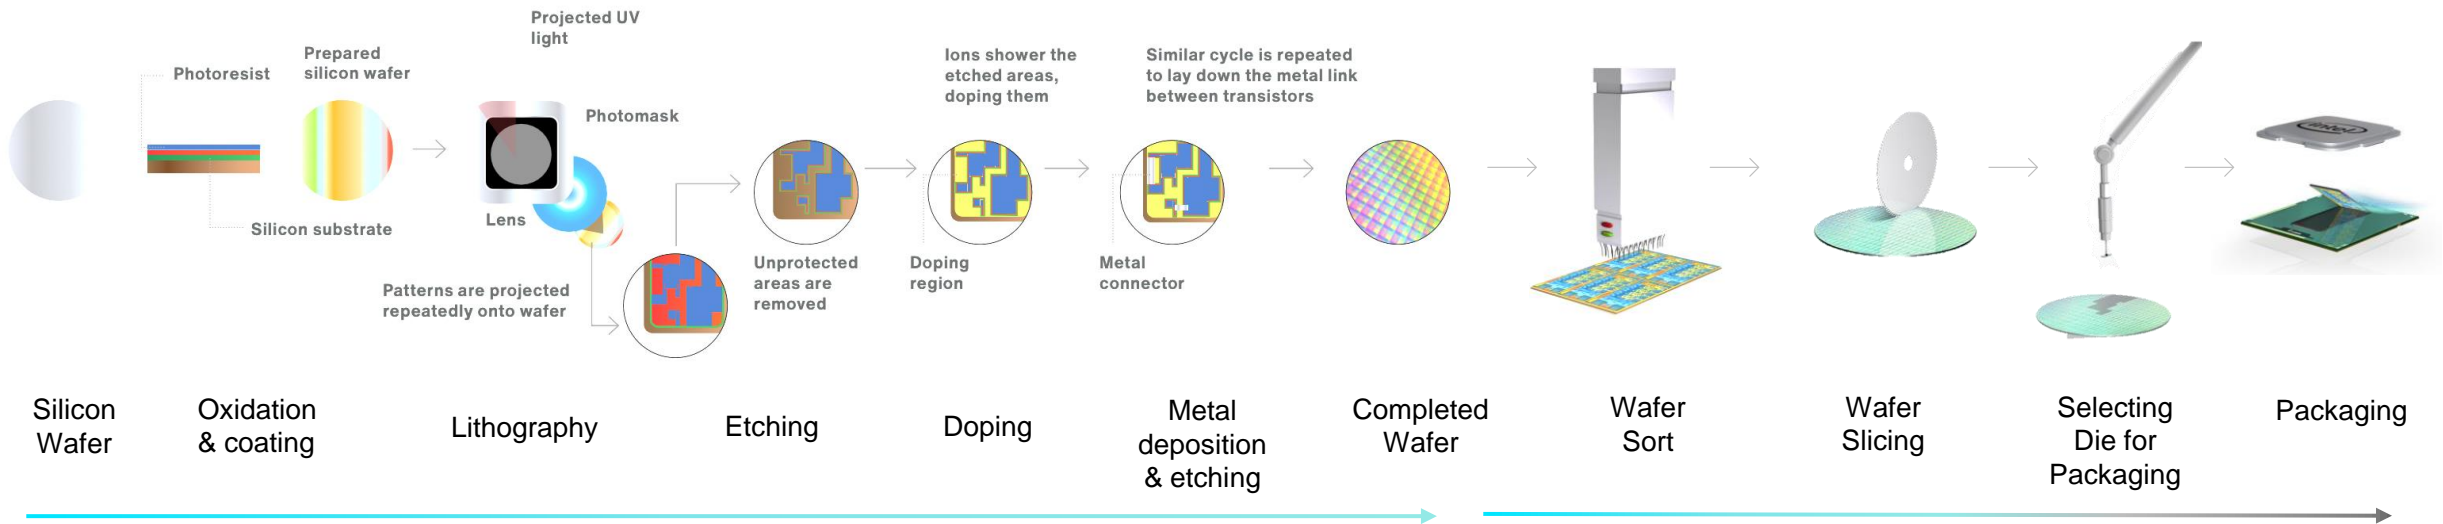 Projected UV
light
Photoresist
Prepared
silicon wafer
Photomask
Ions shower the
etched areas,
doping them
Similar cycle is repeated
to lay down the metal link
between transistors
intel
Silicon substrate
Lens
Patterns are projected
repeatedly onto wafer
Unprotected
areas are
removed
Doping
region
Metal
connector
Silicon
Wafer
Oxidation
& coating
Lithography
Etching
Doping
Metal
deposition
& etching
Completed
Wafer
Wafer
Sort
Wafer
Slicing
Selecting
Die for
Packaging
Packaging